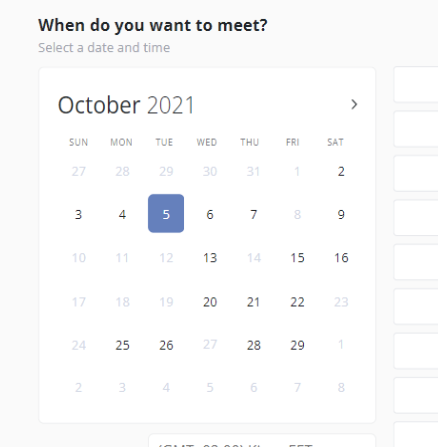 When do you want to meet?
Select a date and time
October 2021 >
SUN MON TUE WED THU FRI SAT
27 28 29 30 31 1 2
3 4 5 6 7 8 9
10 11 12 13 14 15 16
17 18 19 20 21 22 23
24 25 26 27 28 29 1
2 3 4 5 6 7 8